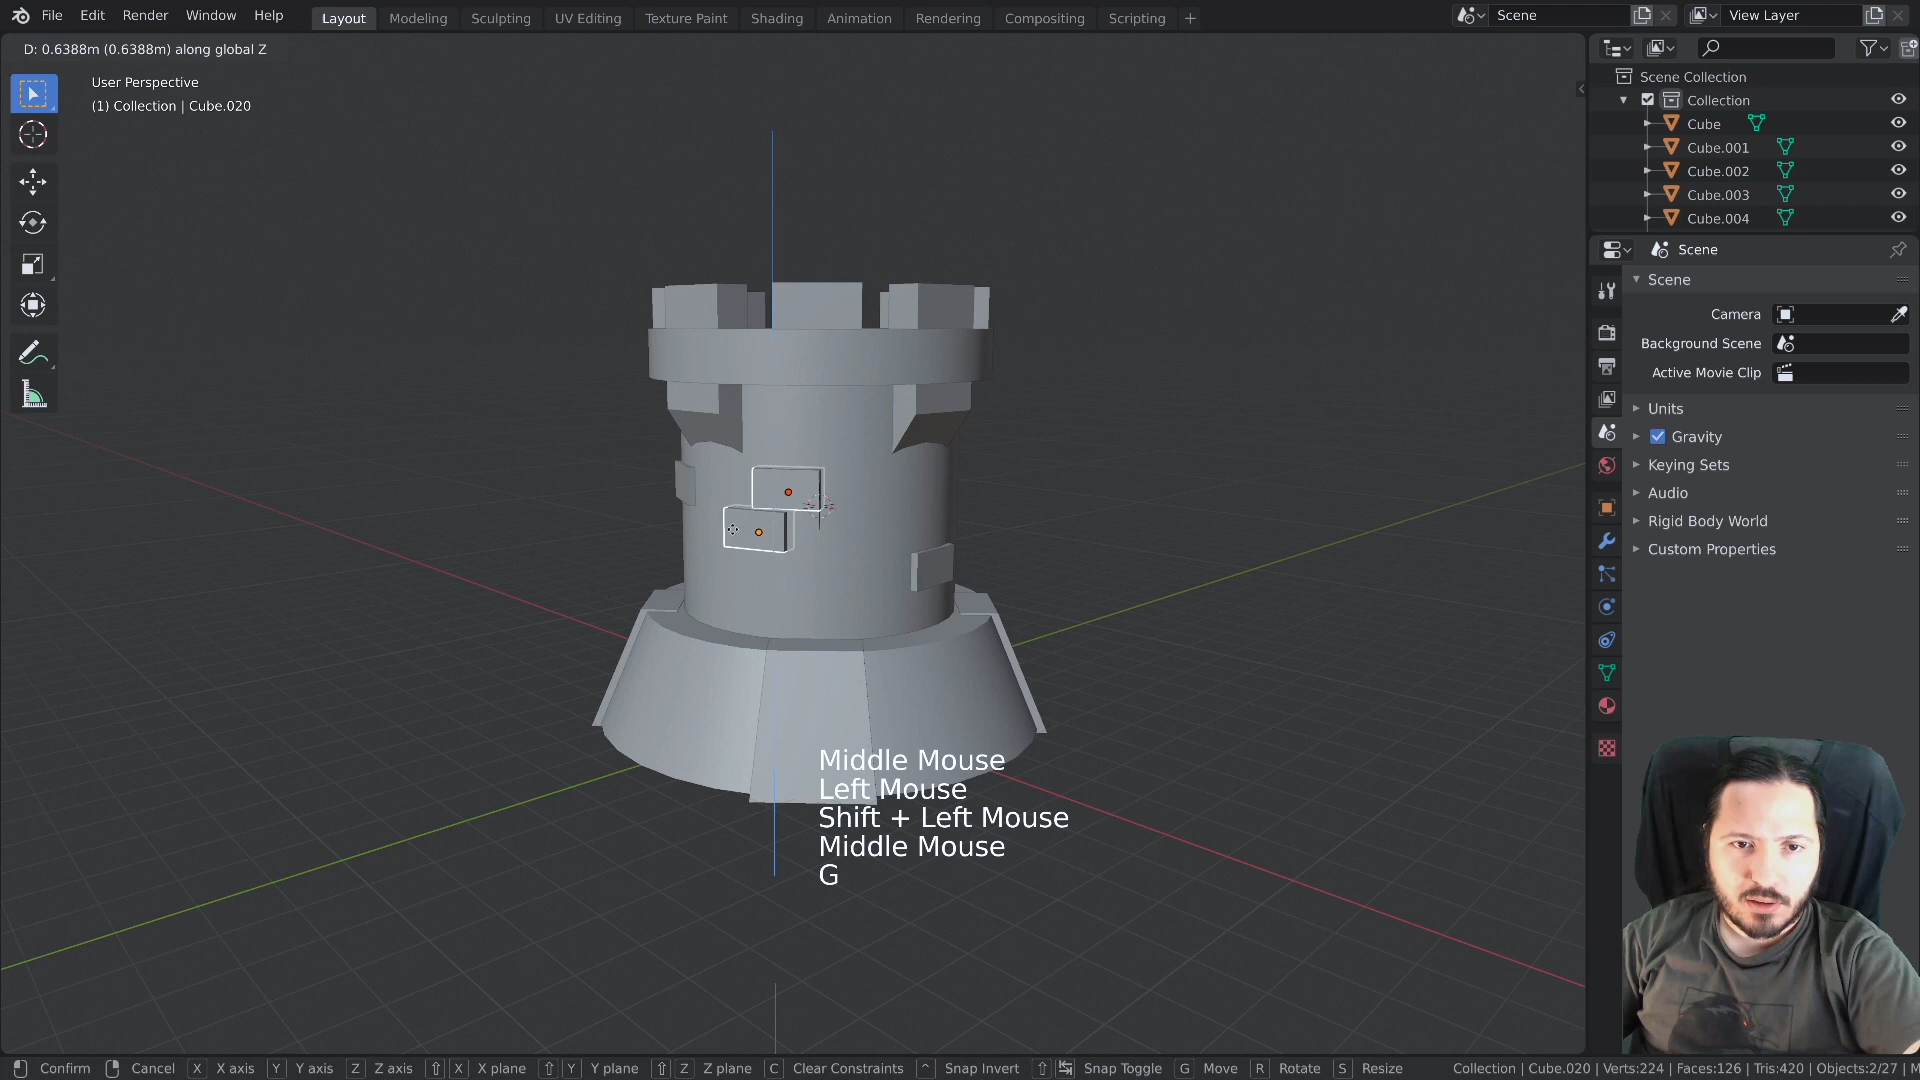 File Edit Render Window Help
Layout Modeling Sculpting UV Editing Texture Paint Shading Animation Rendering Compositing Scripting +
Scene
View Layer
D: 0.6388m (0.6388m) along global Z
User Perspective
(1) Collection | Cube.020
Scene Collection
Collection
Cube
Cube.001
Cube.002
Cube.003
Cube.004
Scene
Scene
Camera
Background Scene
Active Movie Clip
Units
Gravity
Keying Sets
Audio
Rigid Body World
Custom Properties
Middle Mouse
Left Mouse
Shift + Left Mouse
Middle Mouse
G
Confirm Cancel X X axis Y Y axis Z Z axis X X plane Y Y plane Z Z plane C Clear Constraints Snap Invert Snap Toggle G Move R Rotate S Resize Collection | Cube.020 | Verts:224 | Faces:126 | Tris:420 | Objects:2/27 | M